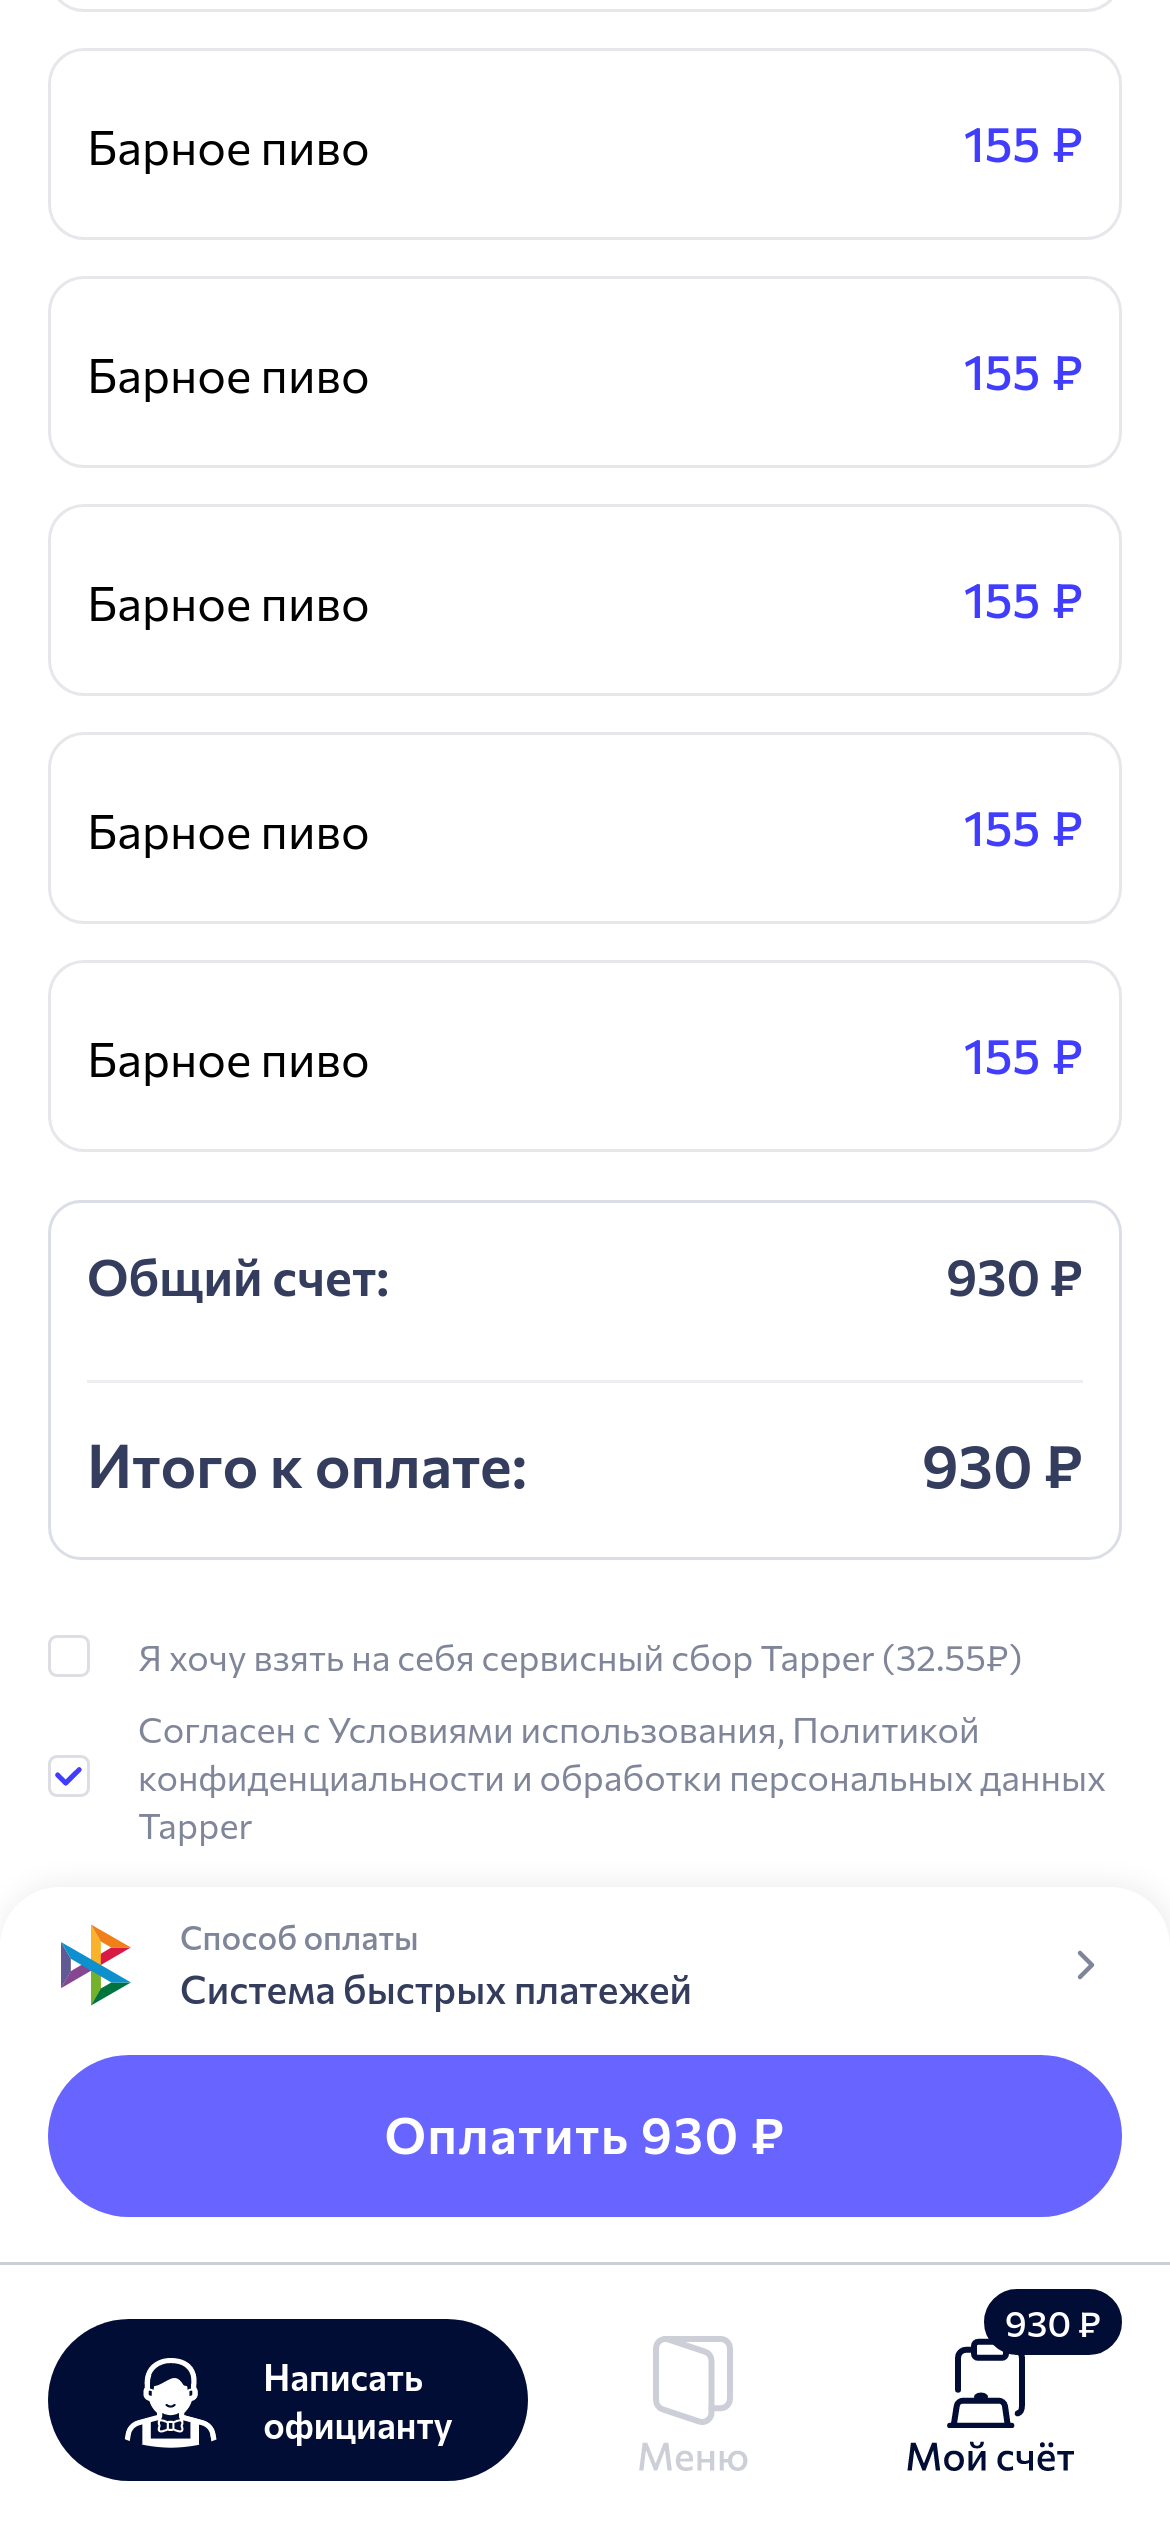 Барное пиво 155 ₽
Барное пиво 155 ₽
Барное пиво 155 ₽
Барное пиво 155 ₽
Барное пиво 155 ₽
Общий счет: 930 ₽
Итого к оплате: 930 ₽
Я хочу взять на себя сервисный сбор Tapper (32.55₽)
Согласен с Условиями использования, Политикой
конфиденциальности и обработки персональных данных
Tapper
Способ оплаты
Система быстрых платежей
Оплатить 930 ₽
Написать
официанту
Меню
930 ₽
Мой счёт